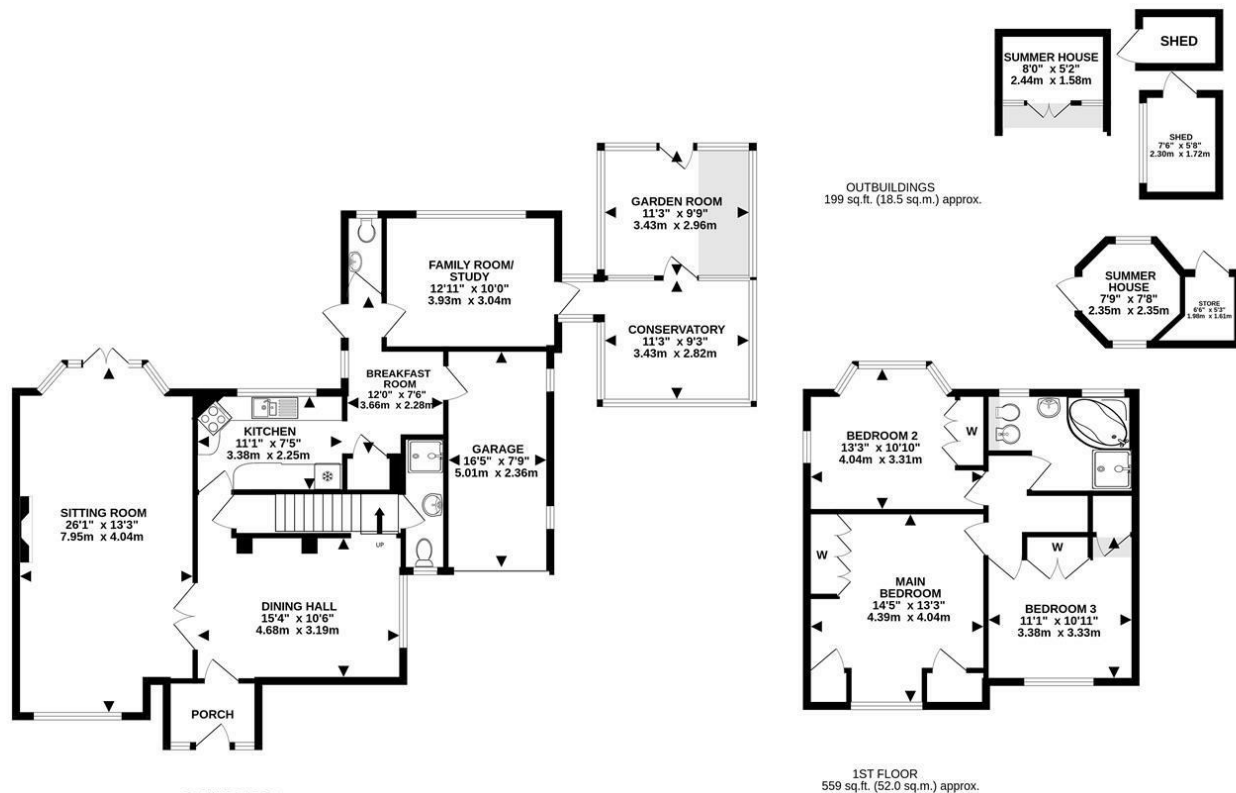 SUMMER HOUSE
8'0" x 5'2"
2.44m x 1.58m
SHED
SHED
7'6" x 5'8"
2.30m x 1.72m
OUTBUILDINGS
199 sq.ft. (18.5 sq.m.) approx.
SUMMER
HOUSE
7'9" x 7'8"
2.35m x 2.35m
STORE
6'6" x 5'3"
1.98m x 1.61m
GARDEN ROOM
11'3" x 9'9"
3.43m x 2.96m
FAMILY ROOM/
STUDY
12'11" x 10'0"
3.93m x 3.04m
CONSERVATORY
11'3" x 9'3"
3.43m x 2.82m
BREAKFAST
ROOM
12'0" x 7'6"
3.66m x 2.28m
KITCHEN
11'1" x 7'5"
3.38m x 2.25m
GARAGE
16'5" x 7'9"
5.01m x 2.36m
SITTING ROOM
26'1" x 13'3"
7.95m x 4.04m
UP
DINING HALL
15'4" x 10'6"
4.68m x 3.19m
PORCH
BEDROOM 2
13'3" x 10'10"
4.04m x 3.31m
W
W
W
MAIN
BEDROOM
14'5" x 13'3"
4.39m x 4.04m
BEDROOM 3
11'1" x 10'11"
3.38m x 3.33m
1ST FLOOR
559 sq.ft. (52.0 sq.m.) approx.